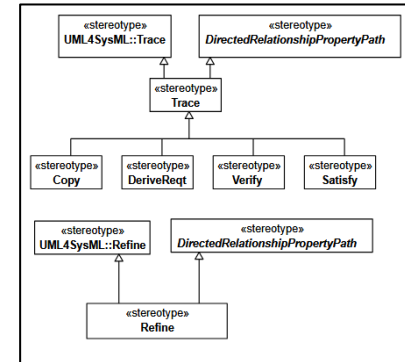 «stereotype»
UML4SysML::Trace
«stereotype»
DirectedRelationshipPropertyPath
«stereotype»
Trace
«stereotype»
Copy
«stereotype»
DeriveReqt
«stereotype»
Verify
«stereotype»
Satisfy
«stereotype»
UML4SysML::Refine
«stereotype»
DirectedRelationshipPropertyPath
«stereotype»
Refine